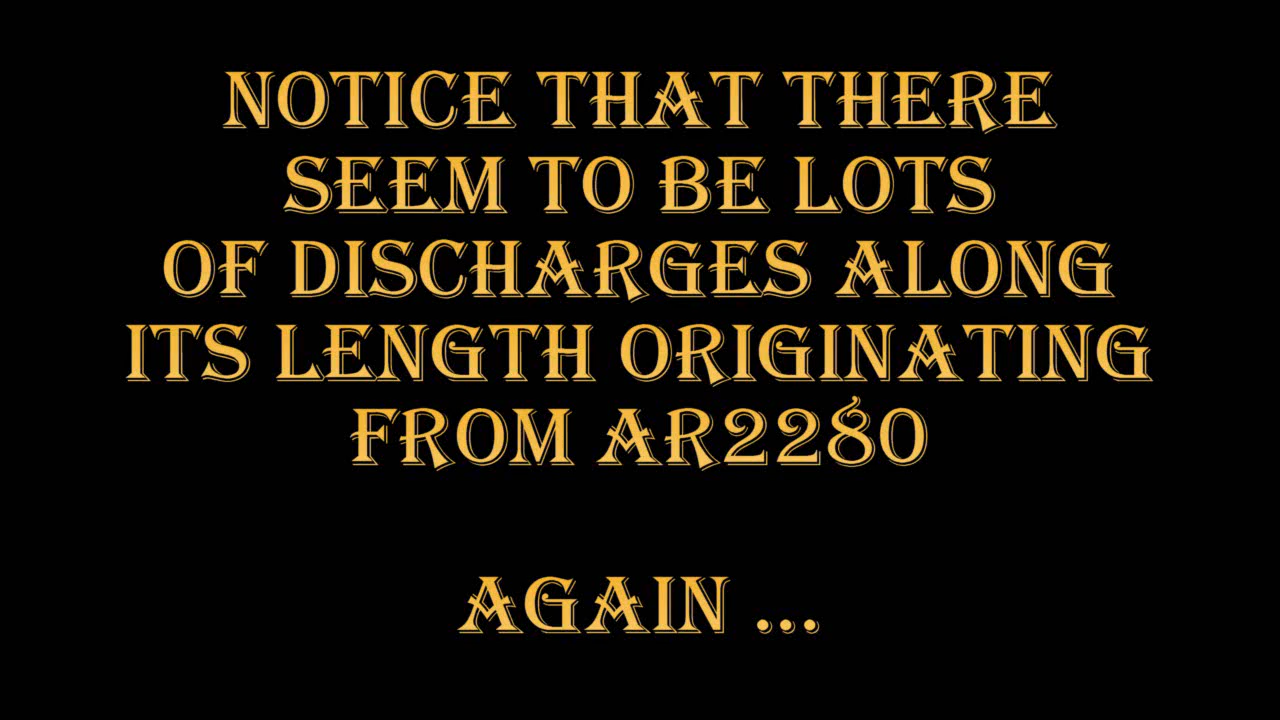 NOTICE THAT THERE
SEEM TO BE LOTS
OF DISCHARGES ALONG
ITS LENGTH ORIGINATING
FROM AR2280
AGAIN ...